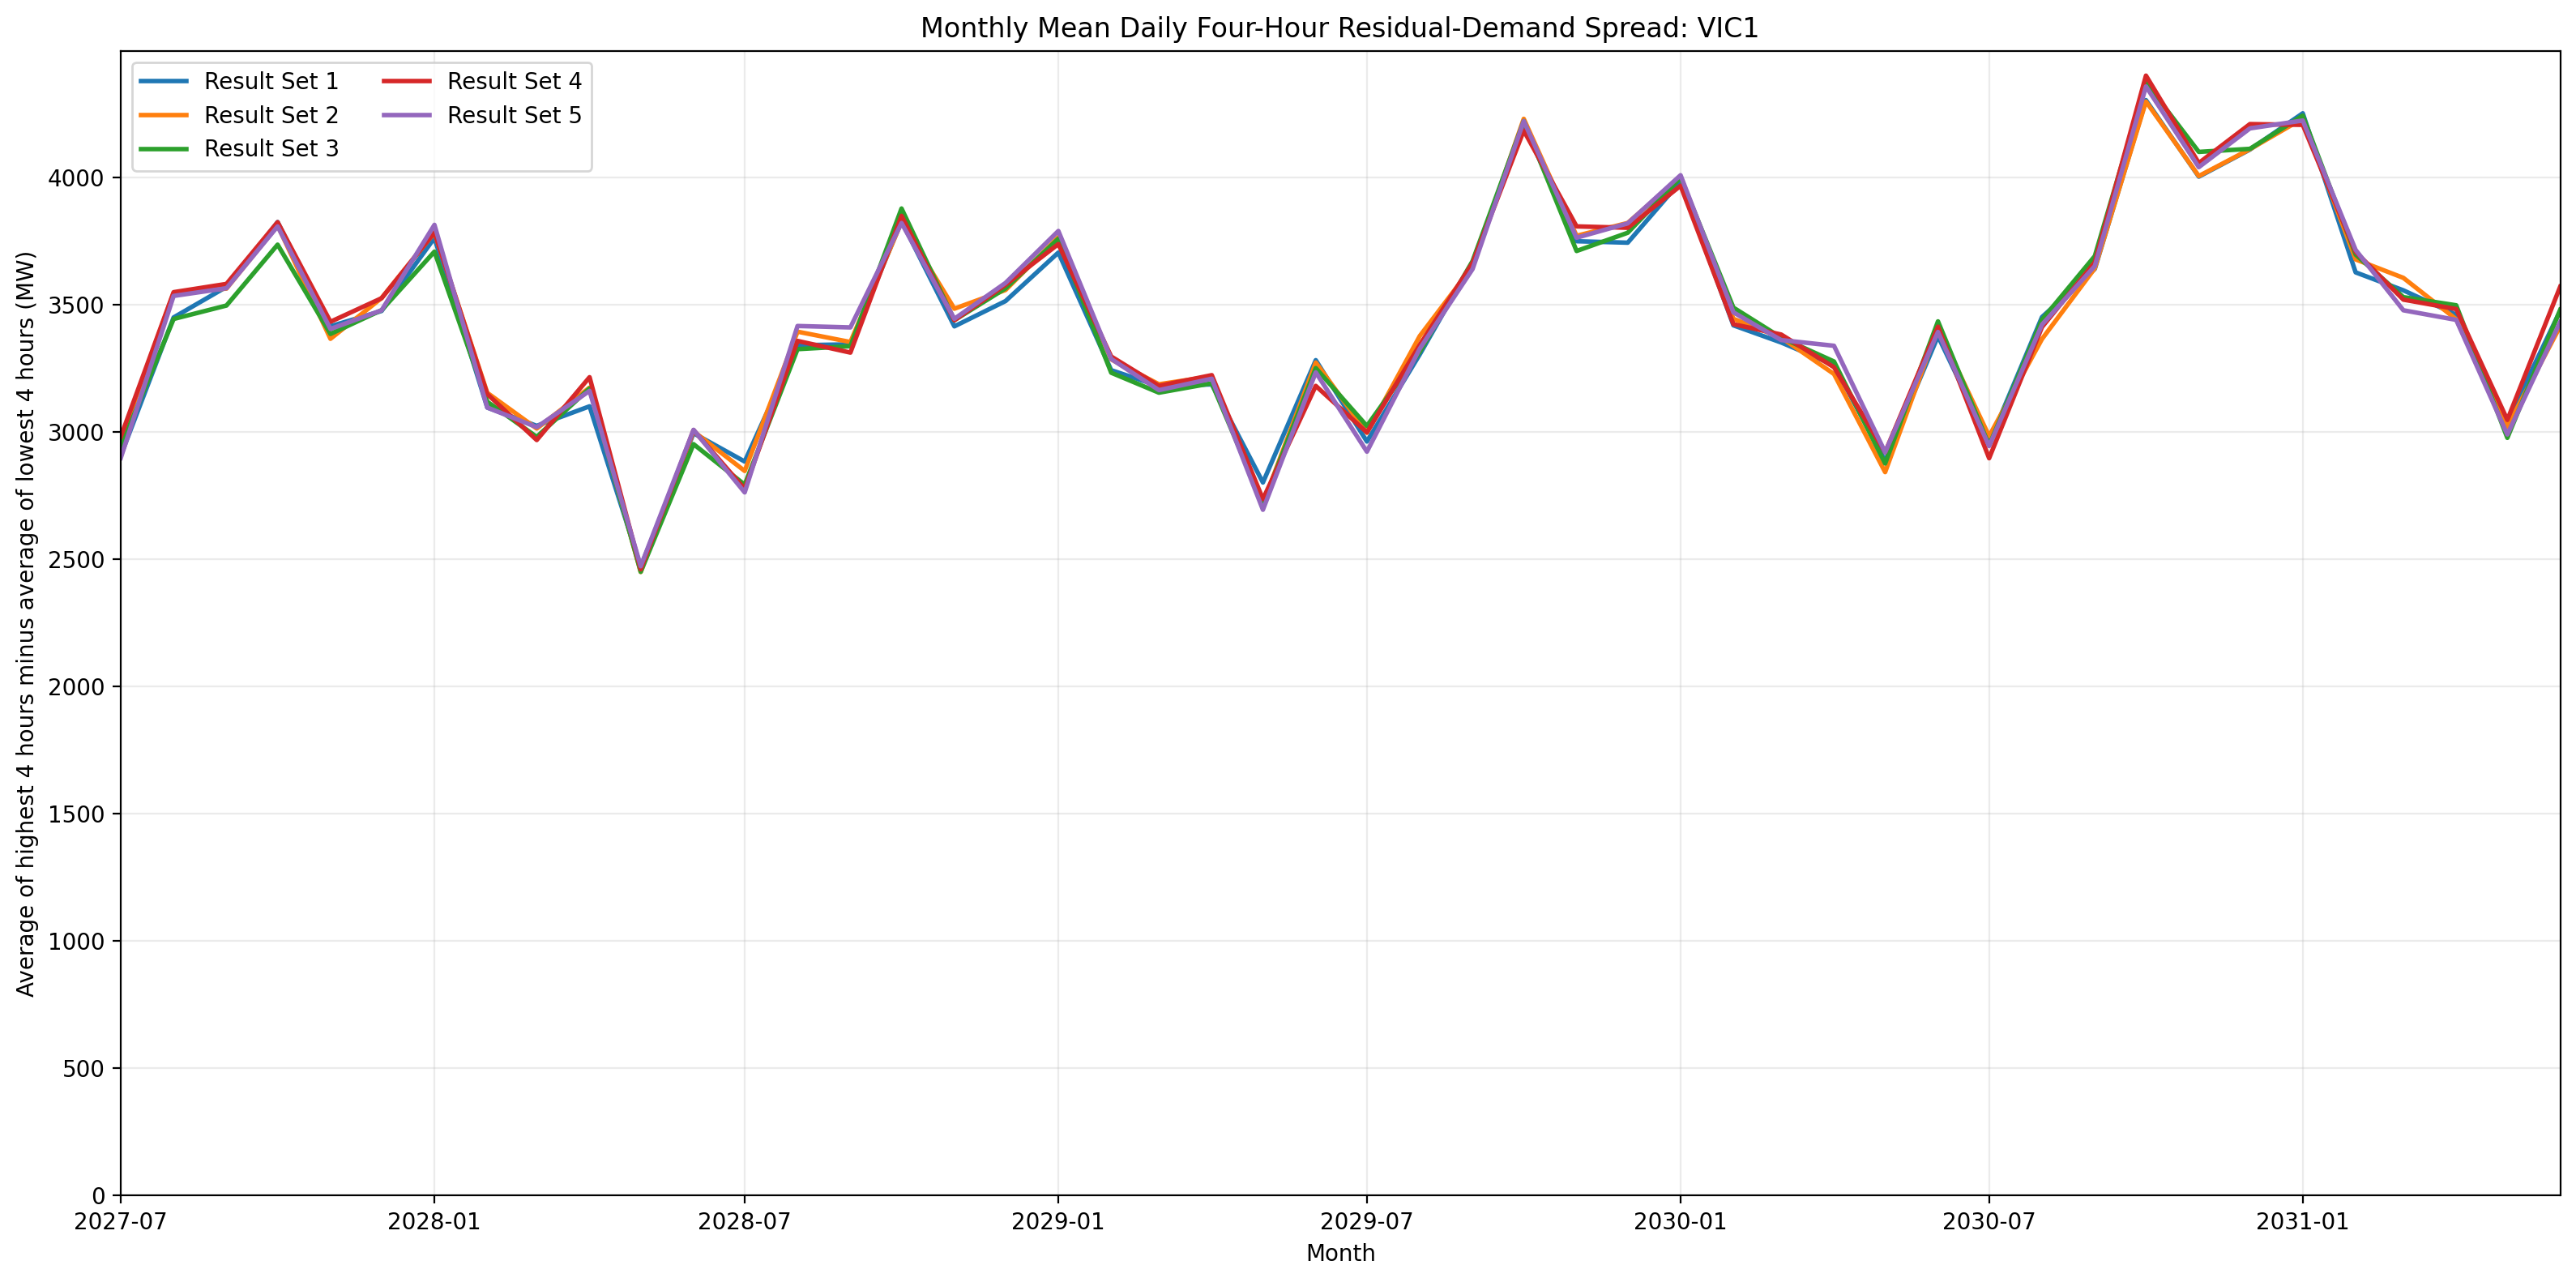 Monthly Mean Daily Four-Hour Residual-Demand Spread: VIC1
Result Set 1
Result Set 2
Result Set 3
Result Set 4
Result Set 5
Average of highest 4 hours minus average of lowest 4 hours (MW)
4000
3500
3000
2500
2000
1500
1000
500
0
2027-07
2028-01
2028-07
2029-01
2029-07
2030-01
2030-07
2031-01
Month